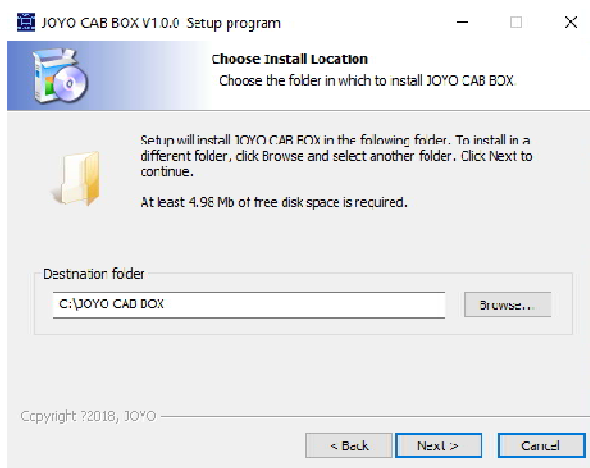 JOYO CAB BOX V1.0.0 Setup program
Choose Install Location
Choose the folder in which to install JOYO CAB BOX
Setup will install JOYO CAB BOX in the following folder. To install in a
different folder, click Browse and select another folder. Click Next to
continue.
At least 4.98 Mb of free disk space is required.
Destination folder
C:\JOYO CAB BOX
Browse...
Copyright ?2018, JOYO
< Back
Next >
Cancel